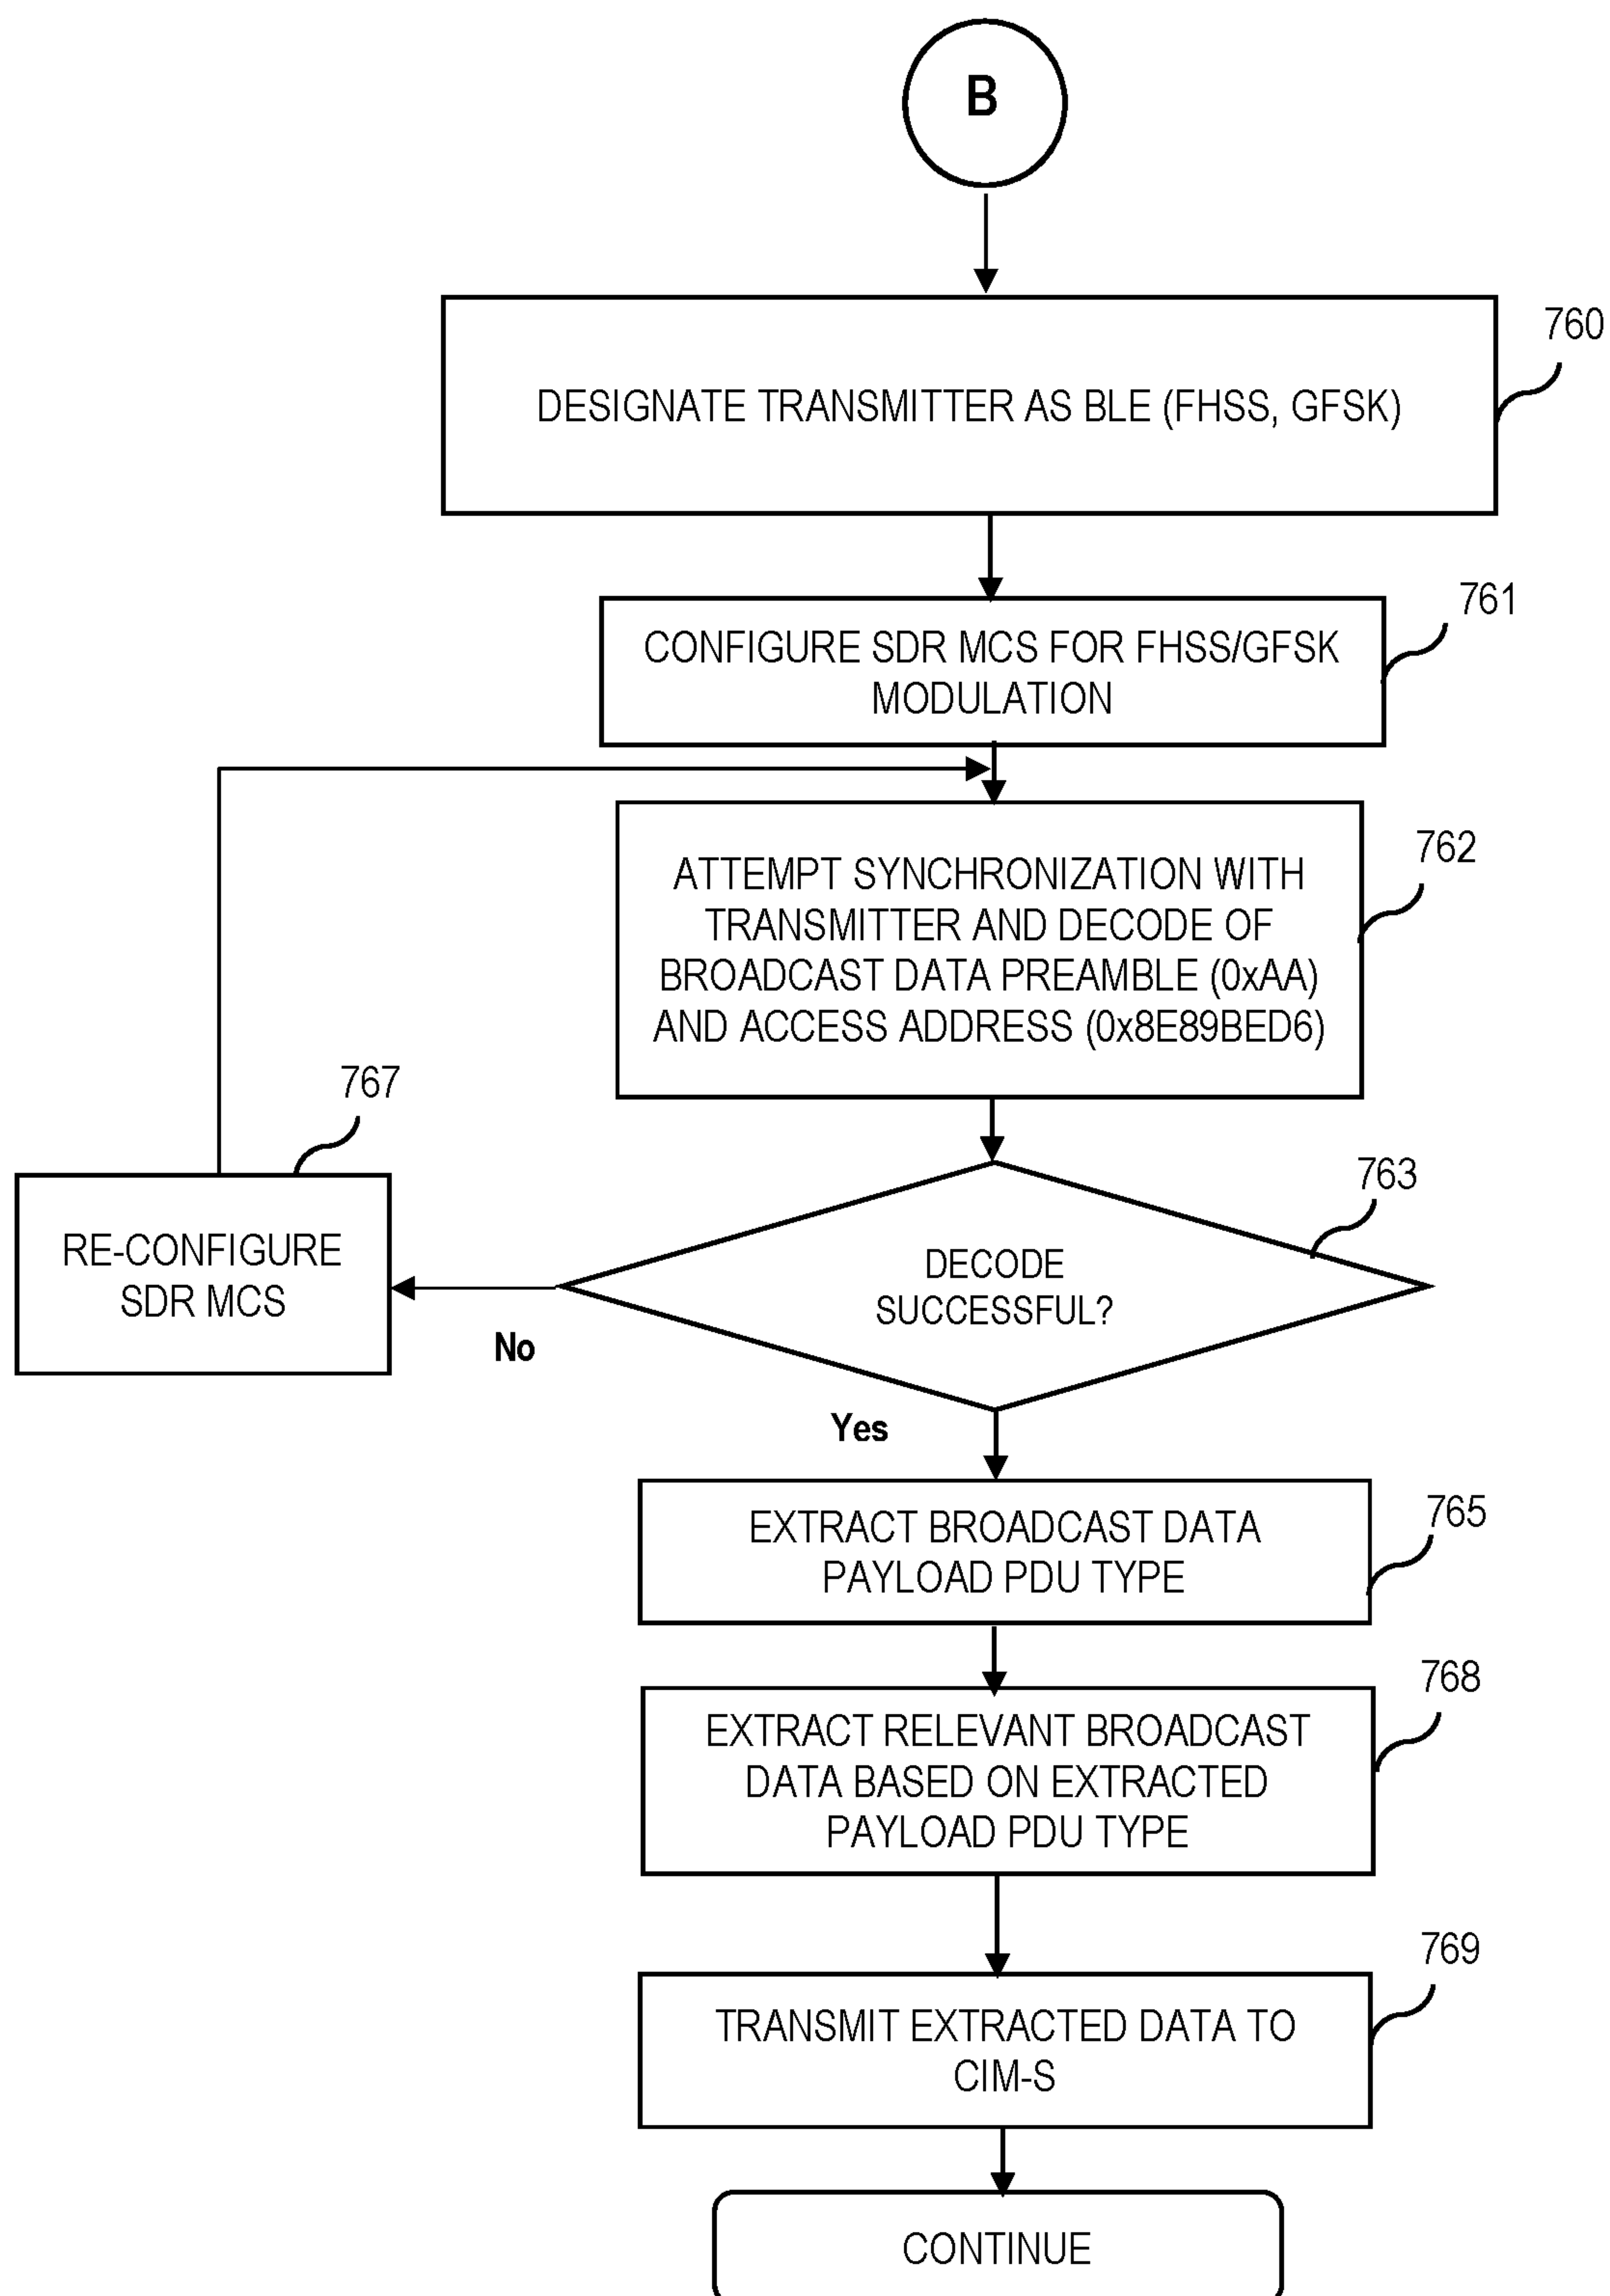 B
760
DESIGNATE TRANSMITTER AS BLE (FHSS, GFSK)
761
CONFIGURE SDR MCS FOR FHSS/GFSK
MODULATION
762
ATTEMPT SYNCHRONIZATION WITH
TRANSMITTER AND DECODE OF
BROADCAST DATA PREAMBLE (0xAA)
AND ACCESS ADDRESS (0x8E89BED6)
767
763
RE-CONFIGURE
SDR MCS
DECODE
SUCCESSFUL?
No
Yes
765
EXTRACT BROADCAST DATA
PAYLOAD PDU TYPE
768
EXTRACT RELEVANT BROADCAST
DATA BASED ON EXTRACTED
PAYLOAD PDU TYPE
769
TRANSMIT EXTRACTED DATA TO
CIM-S
CONTINUE